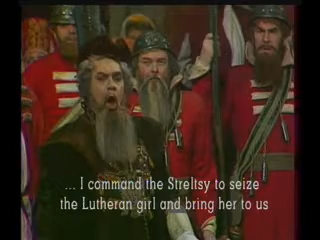 ... I command the Streltsy to seize
the Lutheran girl and bring her to us